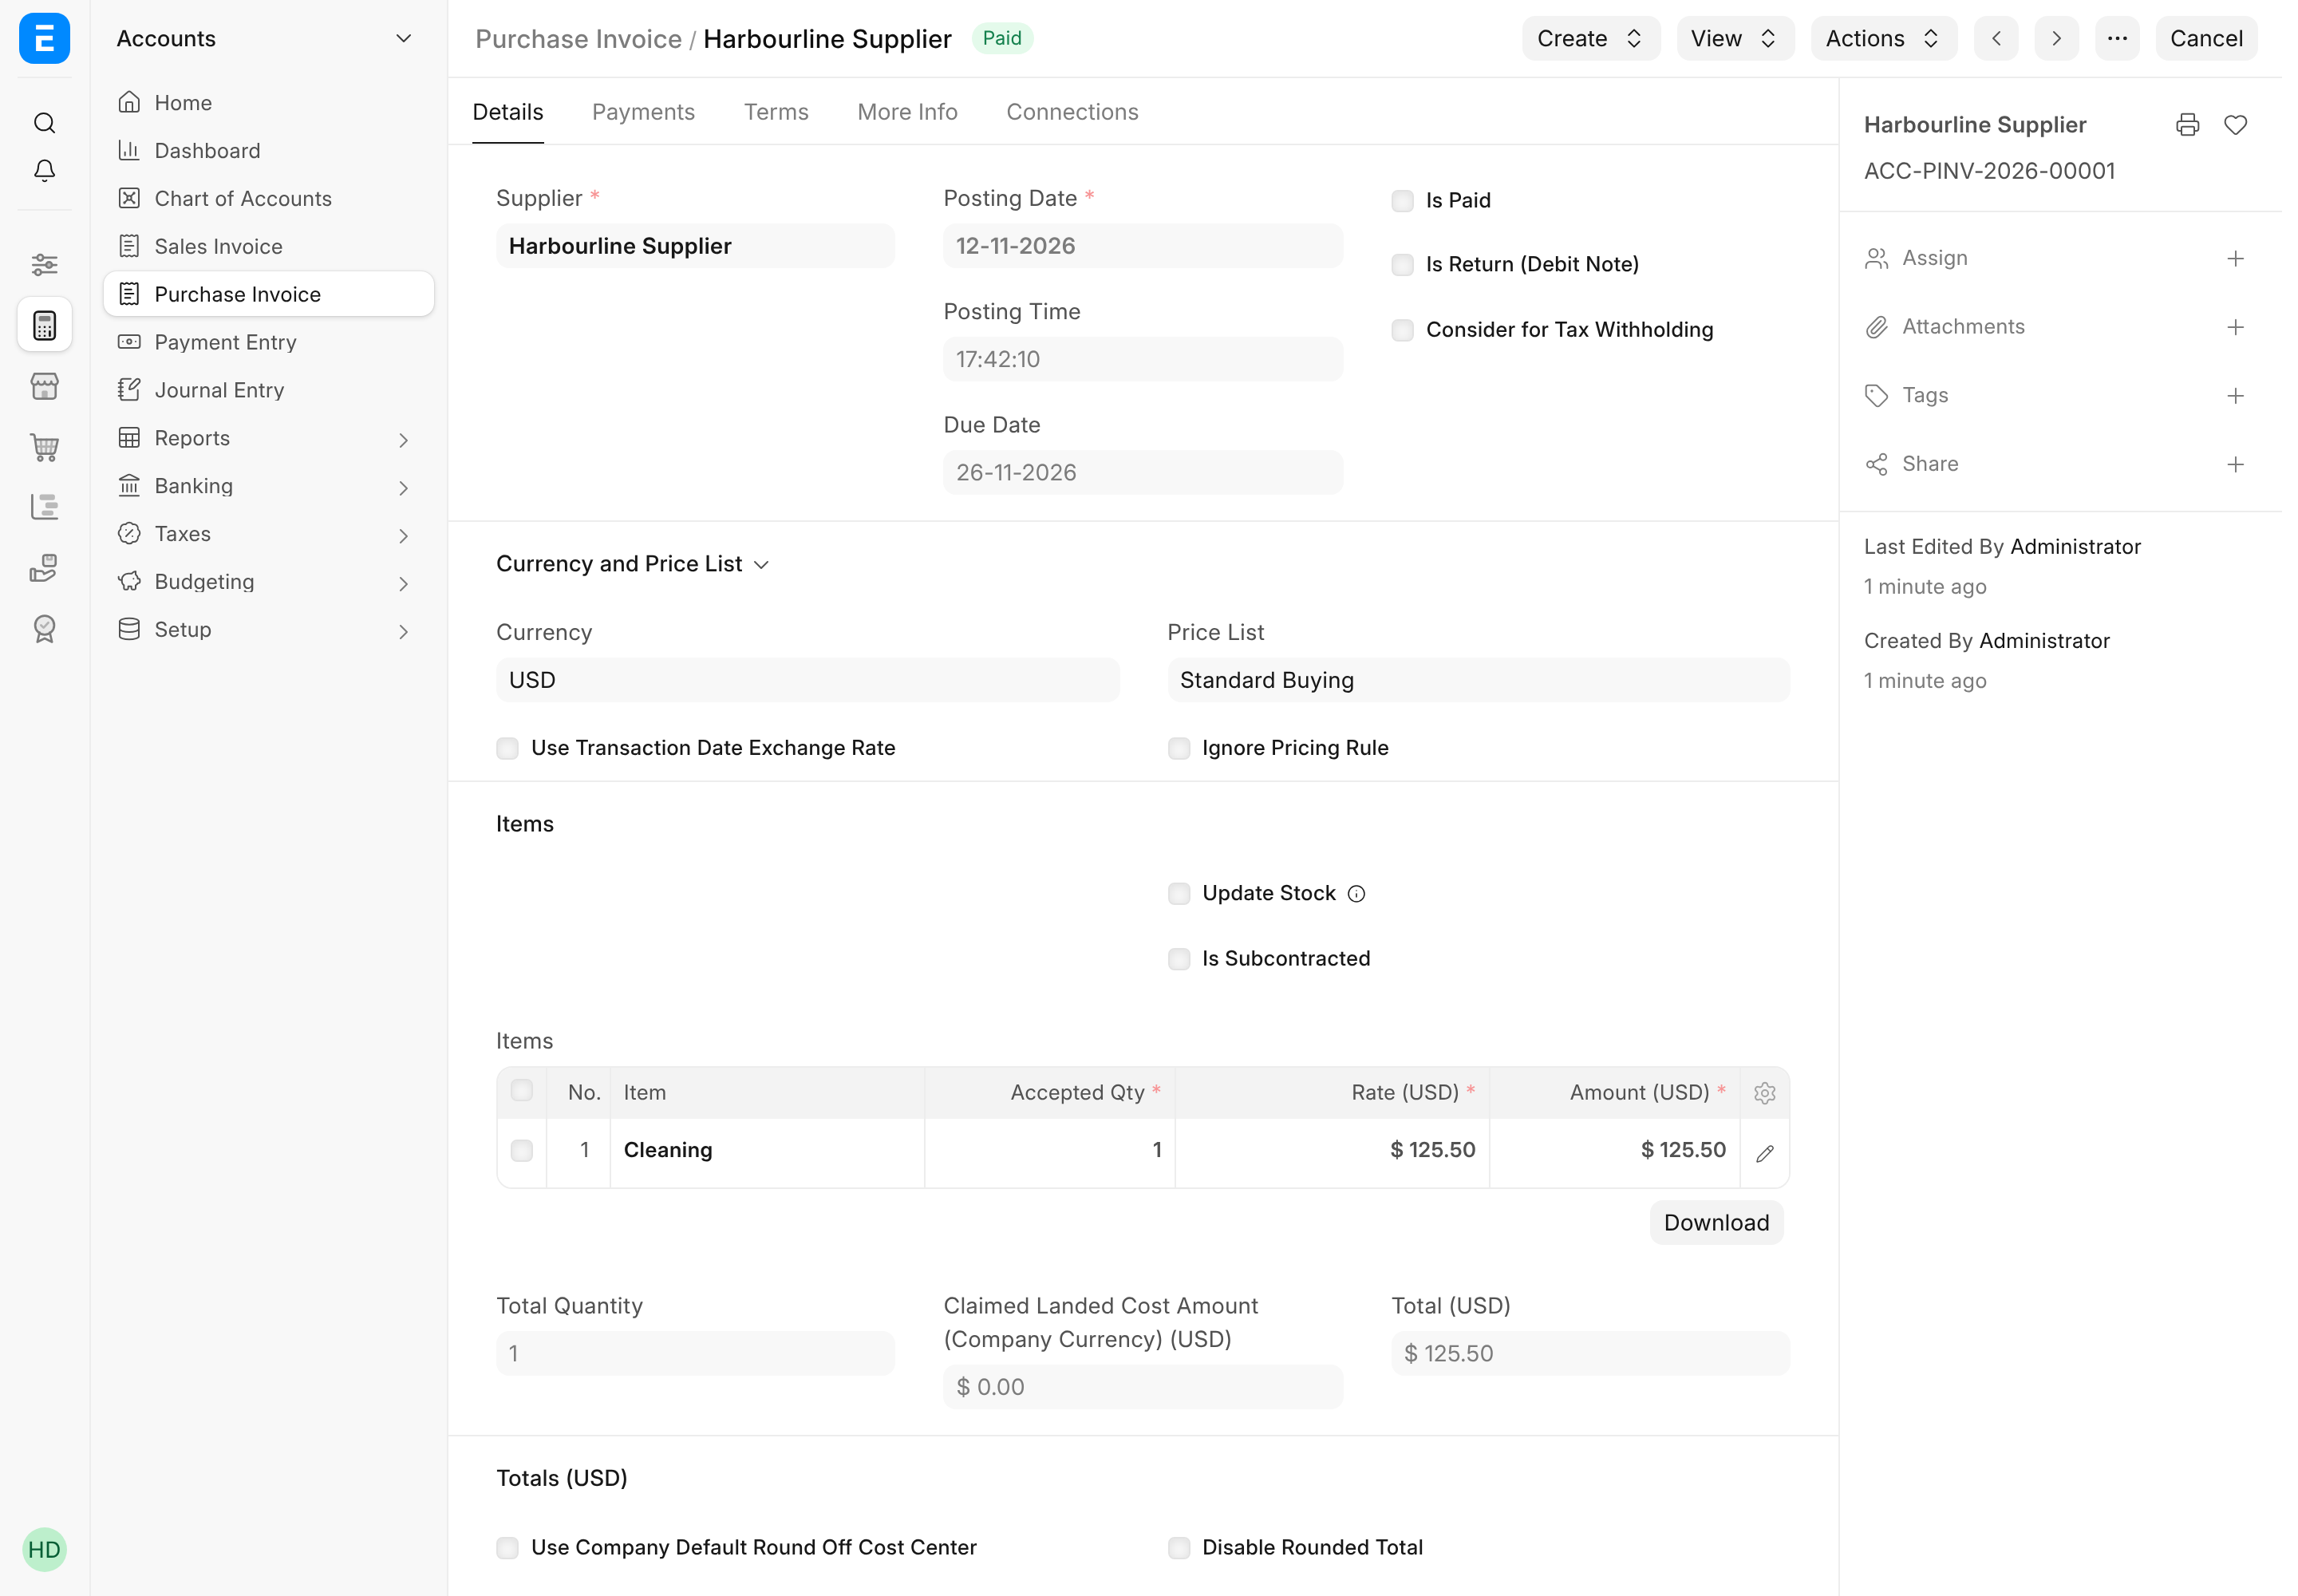 Accounts
Home
Dashboard
Chart of Accounts
Sales Invoice
Purchase Invoice
Payment Entry
Journal Entry
Reports
Banking
Taxes
Budgeting
Setup
HD
Purchase Invoice / Harbourline Supplier Paid
Create View Actions Cancel
Details Payments Terms More Info Connections
Supplier *
Harbourline Supplier
Posting Date *
12-11-2026
Posting Time
17:42:10
Due Date
26-11-2026
Is Paid
Is Return (Debit Note)
Consider for Tax Withholding
Currency and Price List
Currency
USD
Price List
Standard Buying
Use Transaction Date Exchange Rate
Ignore Pricing Rule
Items
Update Stock
Is Subcontracted
Items
No. Item Accepted Qty * Rate (USD) * Amount (USD) *
1 Cleaning 1 $ 125.50 $ 125.50
Download
Total Quantity
1
Claimed Landed Cost Amount
(Company Currency) (USD)
$ 0.00
Total (USD)
$ 125.50
Totals (USD)
Use Company Default Round Off Cost Center
Disable Rounded Total
Harbourline Supplier
ACC-PINV-2026-00001
Assign
Attachments
Tags
Share
Last Edited By Administrator
1 minute ago
Created By Administrator
1 minute ago